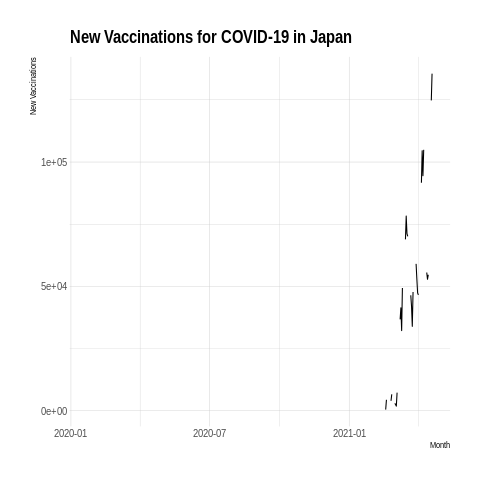 New Vaccinations for COVID-19 in Japan
New Vaccinations
1e+05
5e+04
0e+00
2020-01
2020-07
2021-01
Month